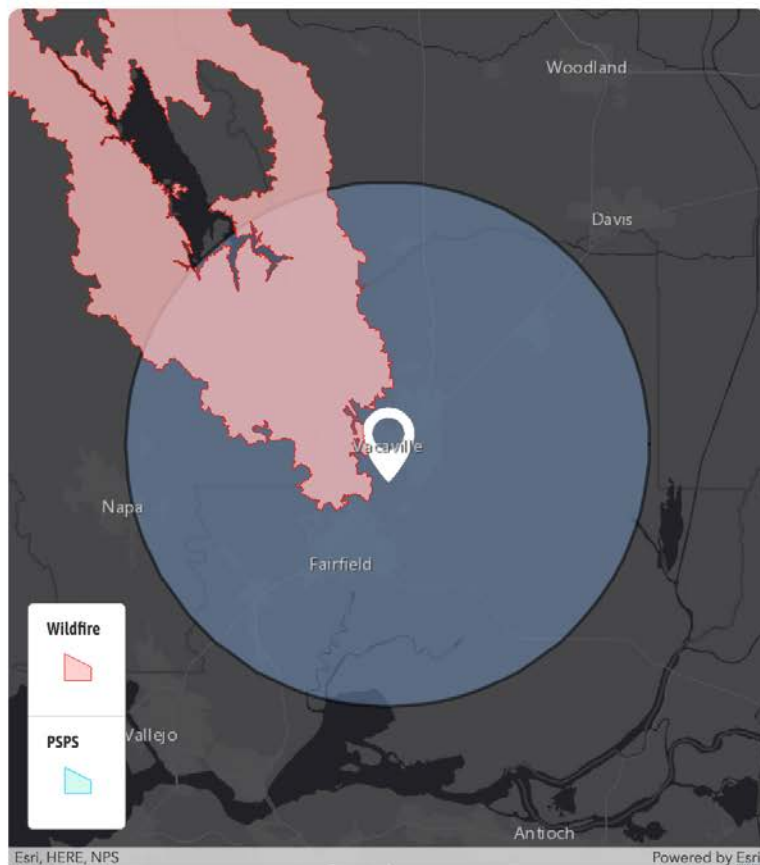 Woodland
Davis
Vacaville
Napa
Fairfield
Wildfire
PSPS
Vallejo
Antioch
Esri, HERE, NPS
Powered by Esri